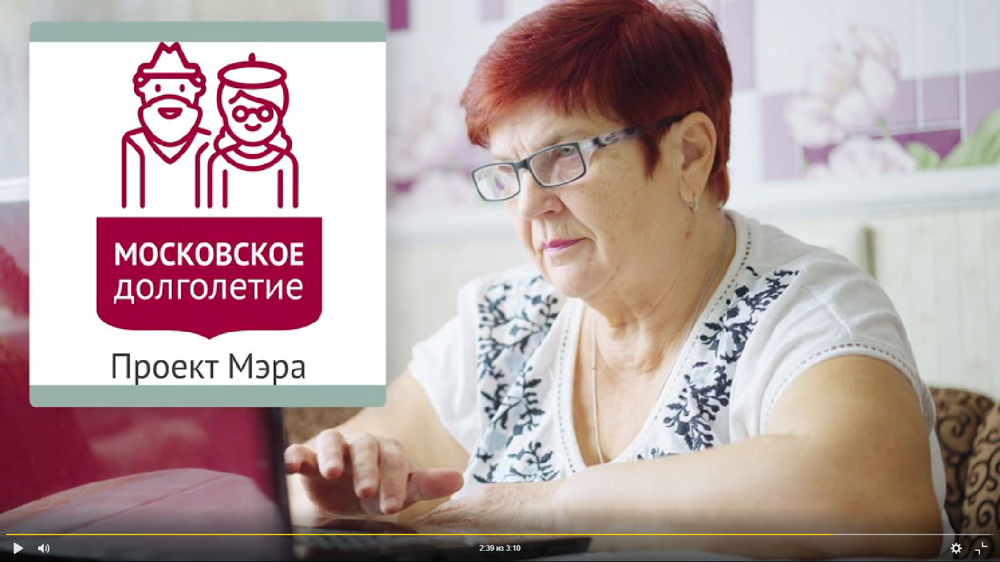 МОСКОВСКОЕ
долголетие
Проект Мэра
2:39 из 3:10